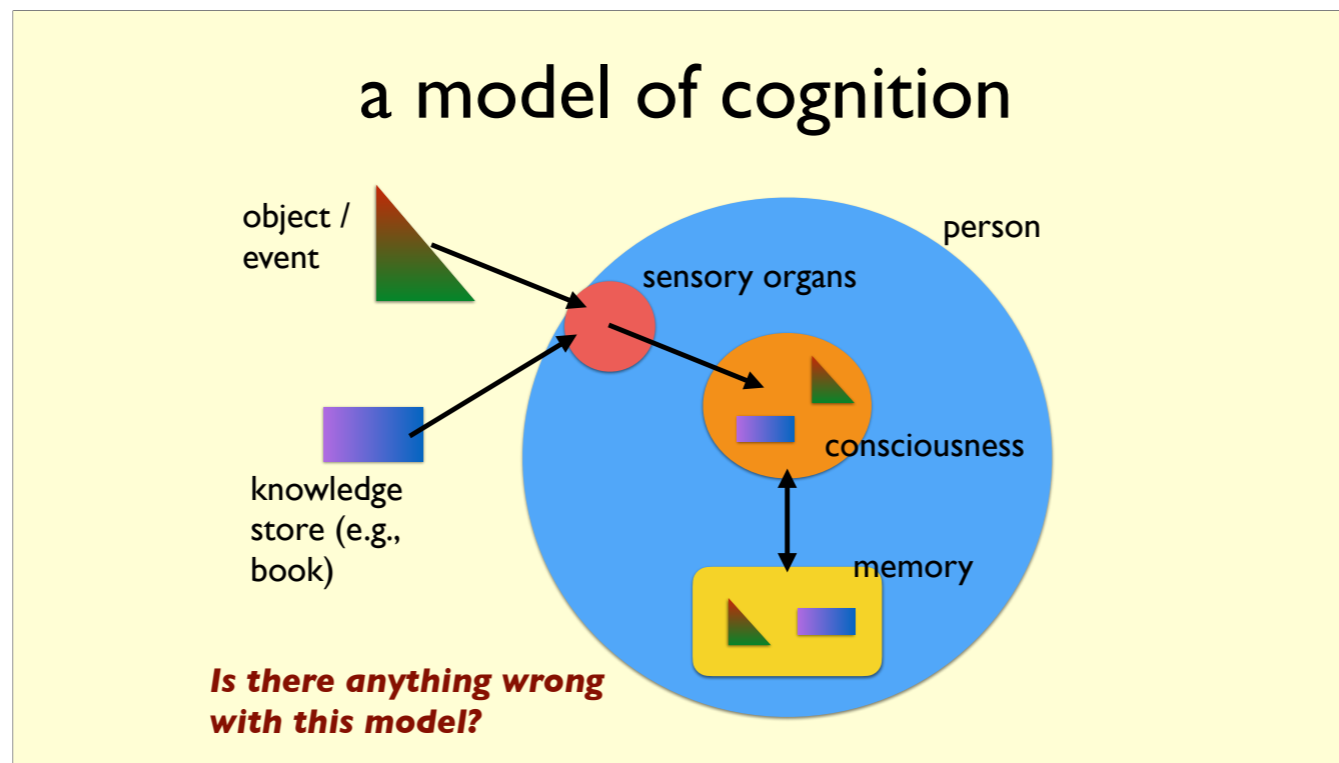 a model of cognition
object /
event
person
sensory organs
consciousness
knowledge
store (e.g.,
book)
memory
Is there anything wrong
with this model?